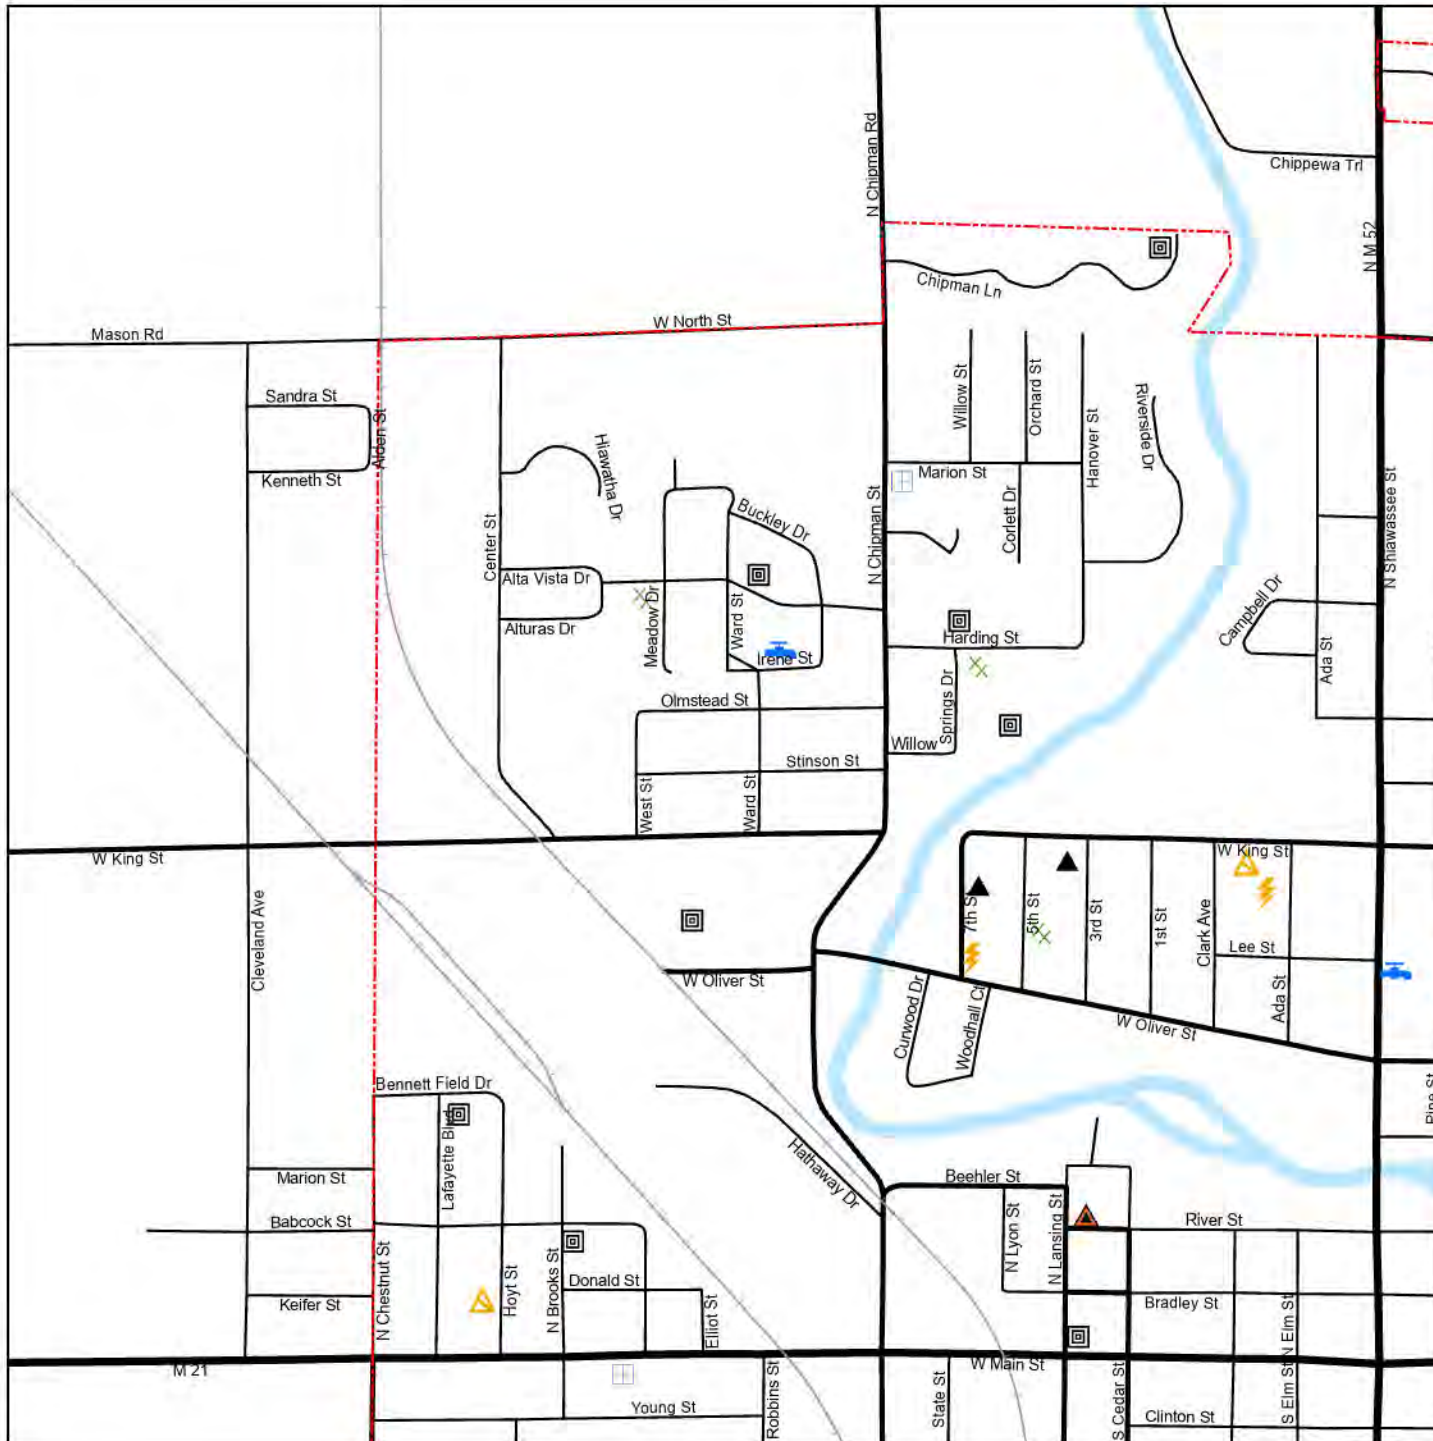 N Chipman Rd
Chippewa Trl
N M 52
Chipman Ln
W North St
Mason Rd
Sandra St
Alden St
Kenneth St
Hiawatha Dr
Willow St
Orchard St
Hanover St
Riverside Dr
Marion St
Buckley Dr
N Chipman St
Corlett Dr
N Shiawassee St
Center St
Alta Vista Dr
Alturas Dr
Meadow Dr
Ward St
Irene St
Harding St
Campbell Dr
Ada St
Olmstead St
Springs Dr
Willow
Stinson St
West St
Ward St
W King St
W King St
Cleveland Ave
7th St
5th St
3rd St
1st St
Clark Ave
Lee St
Ada St
W Oliver St
Curwood Dr
Woodhall Ct
W Oliver St
Bennett Field Dr
Lafayette Blvd
Pine St
Hathaway Dr
Marion St
Beehler St
Babcock St
N Lyon St
N Lansing St
River St
N Chestnut St
Hoyt St
N Brooks St
Donald St
Keifer St
Elliot St
Bradley St
N Elm St
M 21
W Main St
Young St
Robbins St
State St
S Cedar St
Clinton St
S Elm St